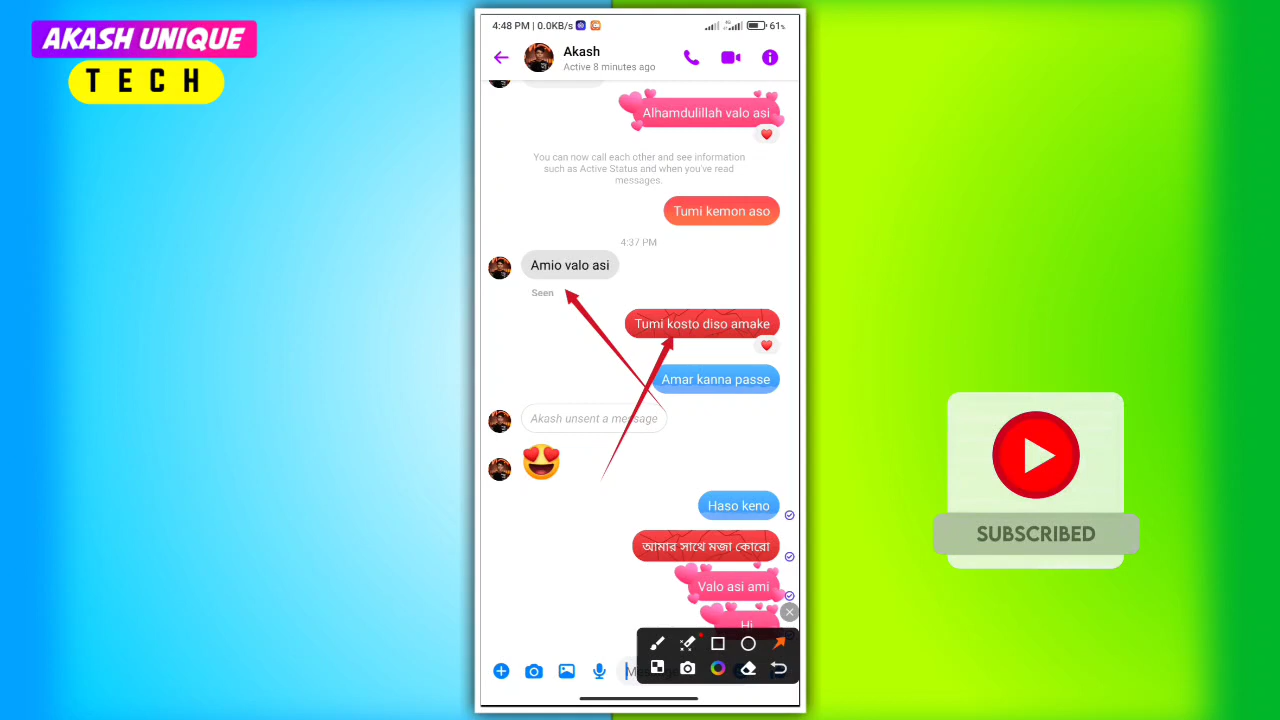 AKASH UNIQUE
TECH
4:48 PM | 0.0KB/s
61%
Akash
Active 8 minutes ago
Alhamdulillah valo asi
You can now call each other and see information
such as Active Status and when you've read
messages.
Tumi kemon aso
4:37 PM
Amio valo asi
Seen
Tumi kosto diso amake
Amar kanna passe
Akash unsent a message
Haso keno
আমার সাথে মজা কোরো
Valo asi ami
Hi
SUBSCRIBED